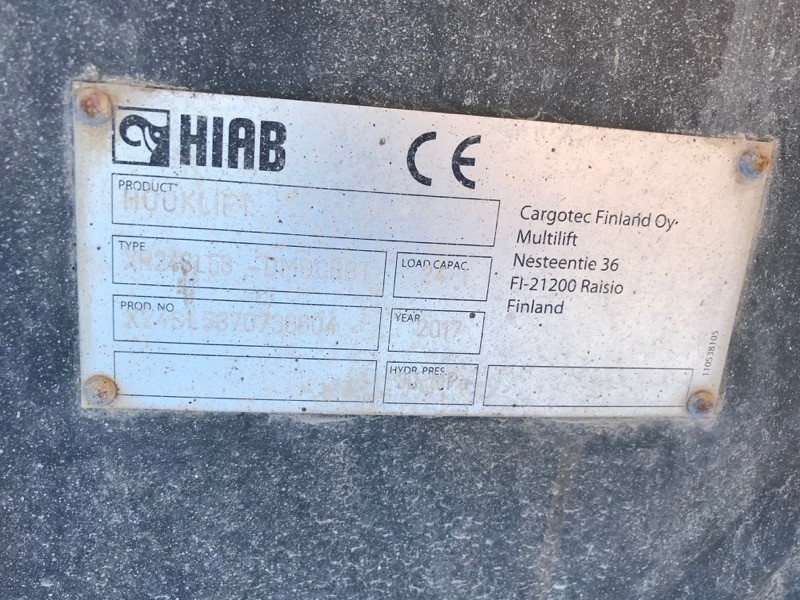 HIAB CE
PRODUCT
HOOKLIFT
TYPE
LOAD CAPAC.
PROD. NO
YEAR
2017
HYDR. PRES.
Cargotec Finland Oy
Multilift
Nesteentie 36
FI-21200 Raisio
Finland
110538105